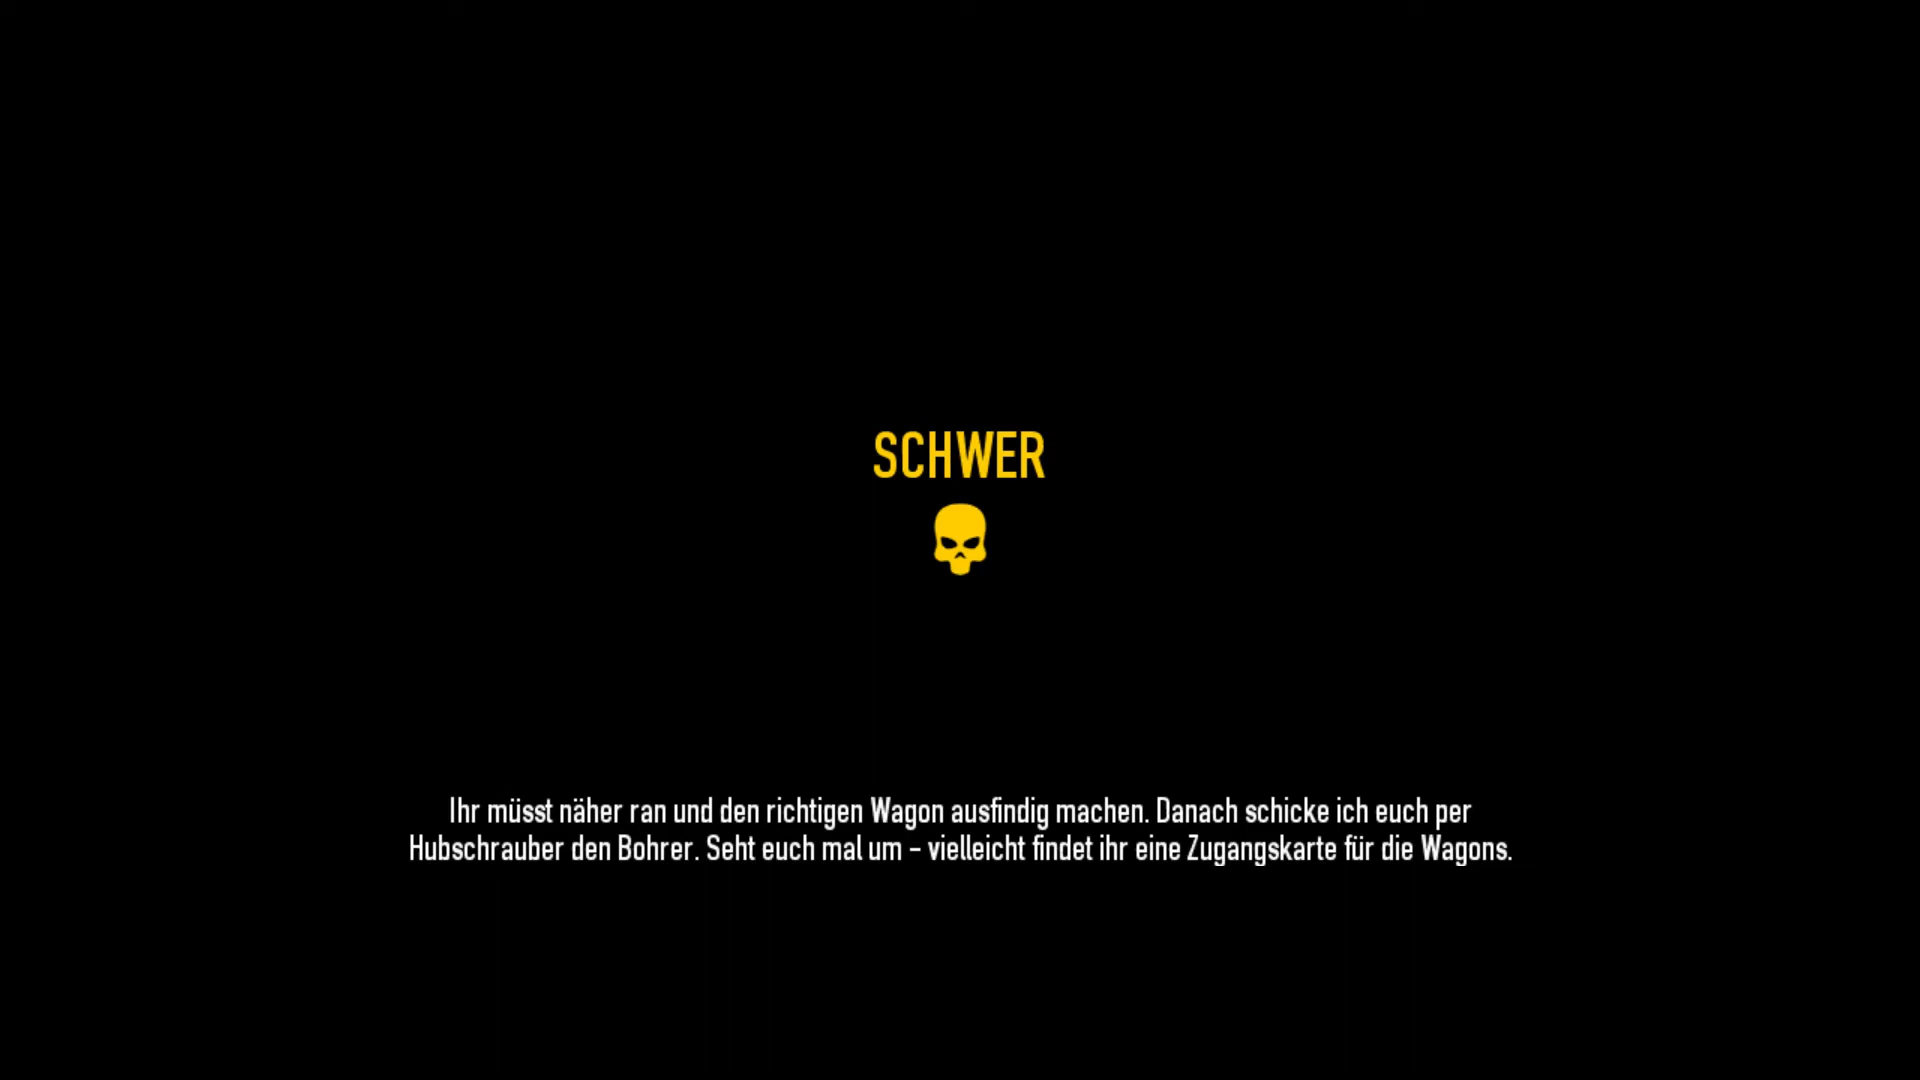 SCHWER
Ihr müsst näher ran und den richtigen Wagon ausfindig machen. Danach schicke ich euch per
Hubschrauber den Bohrer. Seht euch mal um - vielleicht findet ihr eine Zugangskarte für die Wagons.